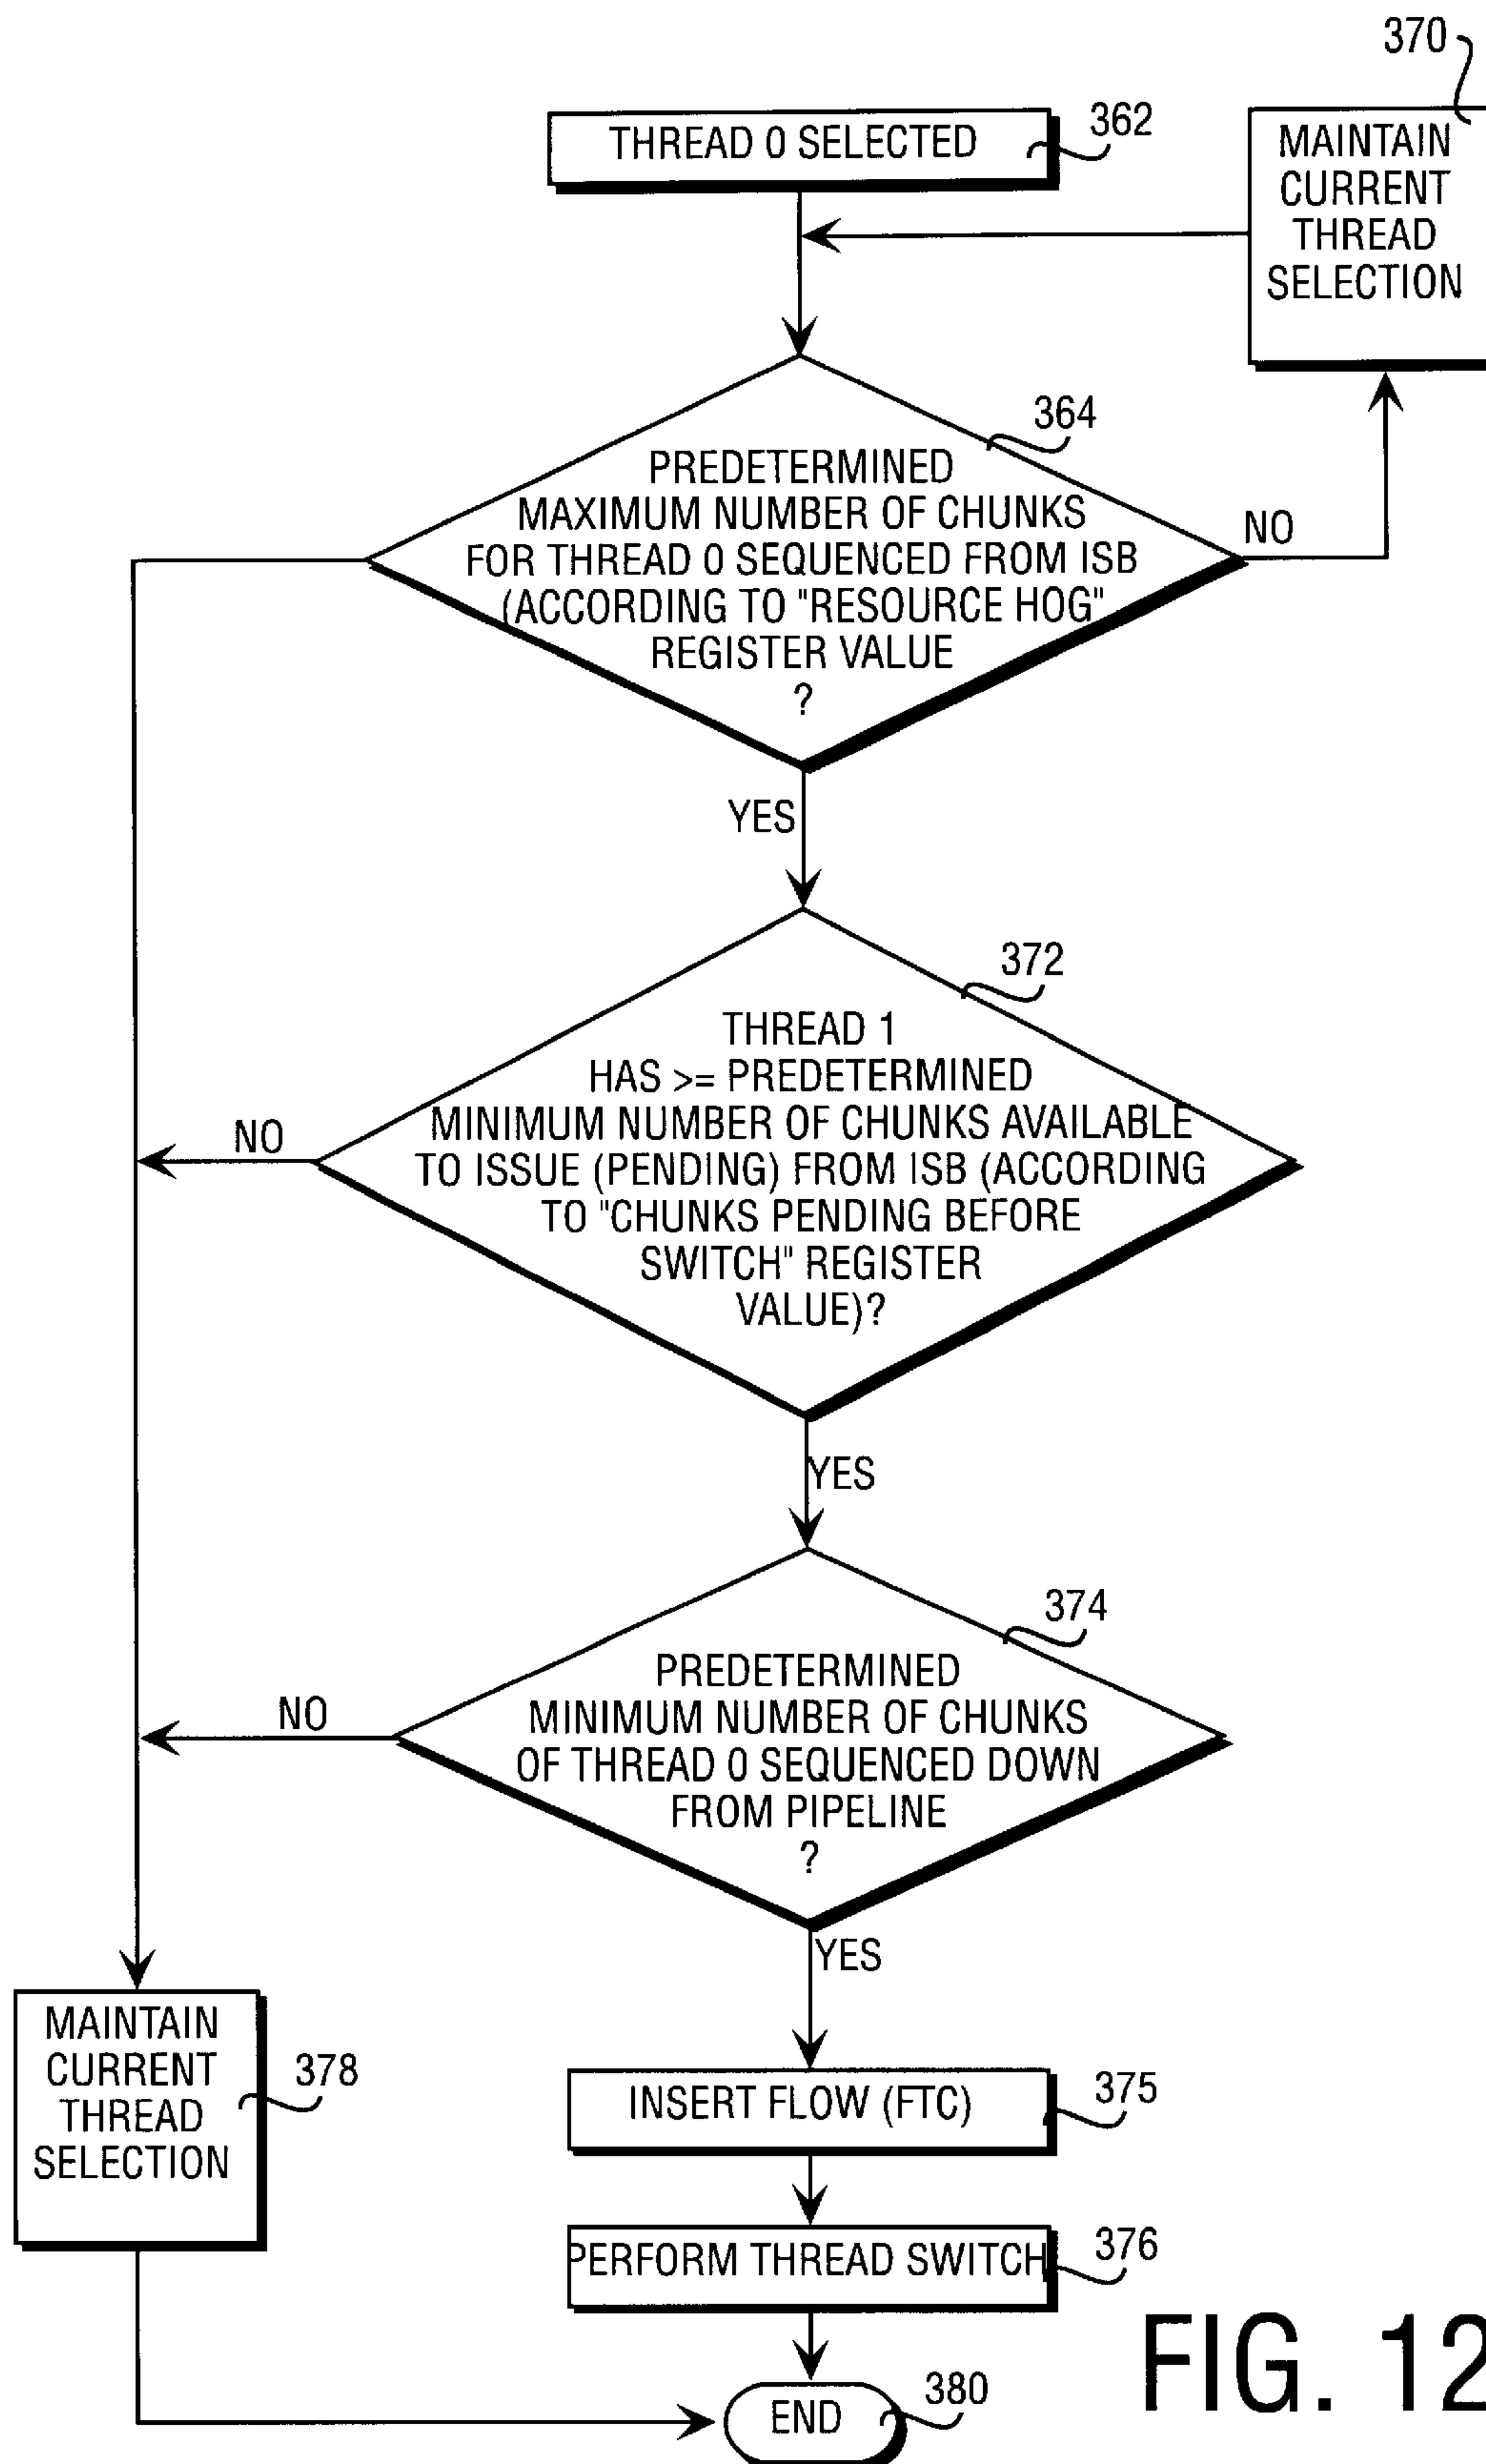 370
THREAD 0 SELECTED
362
MAINTAIN
CURRENT
THREAD
SELECTION
364
PREDETERMINED
MAXIMUM NUMBER OF CHUNKS
FOR THREAD 0 SEQUENCED FROM ISB
(ACCORDING TO "RESOURCE HOG"
REGISTER VALUE
?
NO
YES
372
THREAD 1
HAS >= PREDETERMINED
MINIMUM NUMBER OF CHUNKS AVAILABLE
TO ISSUE (PENDING) FROM ISB (ACCORDING
TO "CHUNKS PENDING BEFORE
SWITCH" REGISTER
VALUE)?
NO
YES
374
PREDETERMINED
MINIMUM NUMBER OF CHUNKS
OF THREAD 0 SEQUENCED DOWN
FROM PIPELINE
?
NO
YES
MAINTAIN
CURRENT
THREAD
SELECTION
378
INSERT FLOW (FTC)
375
PERFORM THREAD SWITCH
376
END
380
FIG. 12